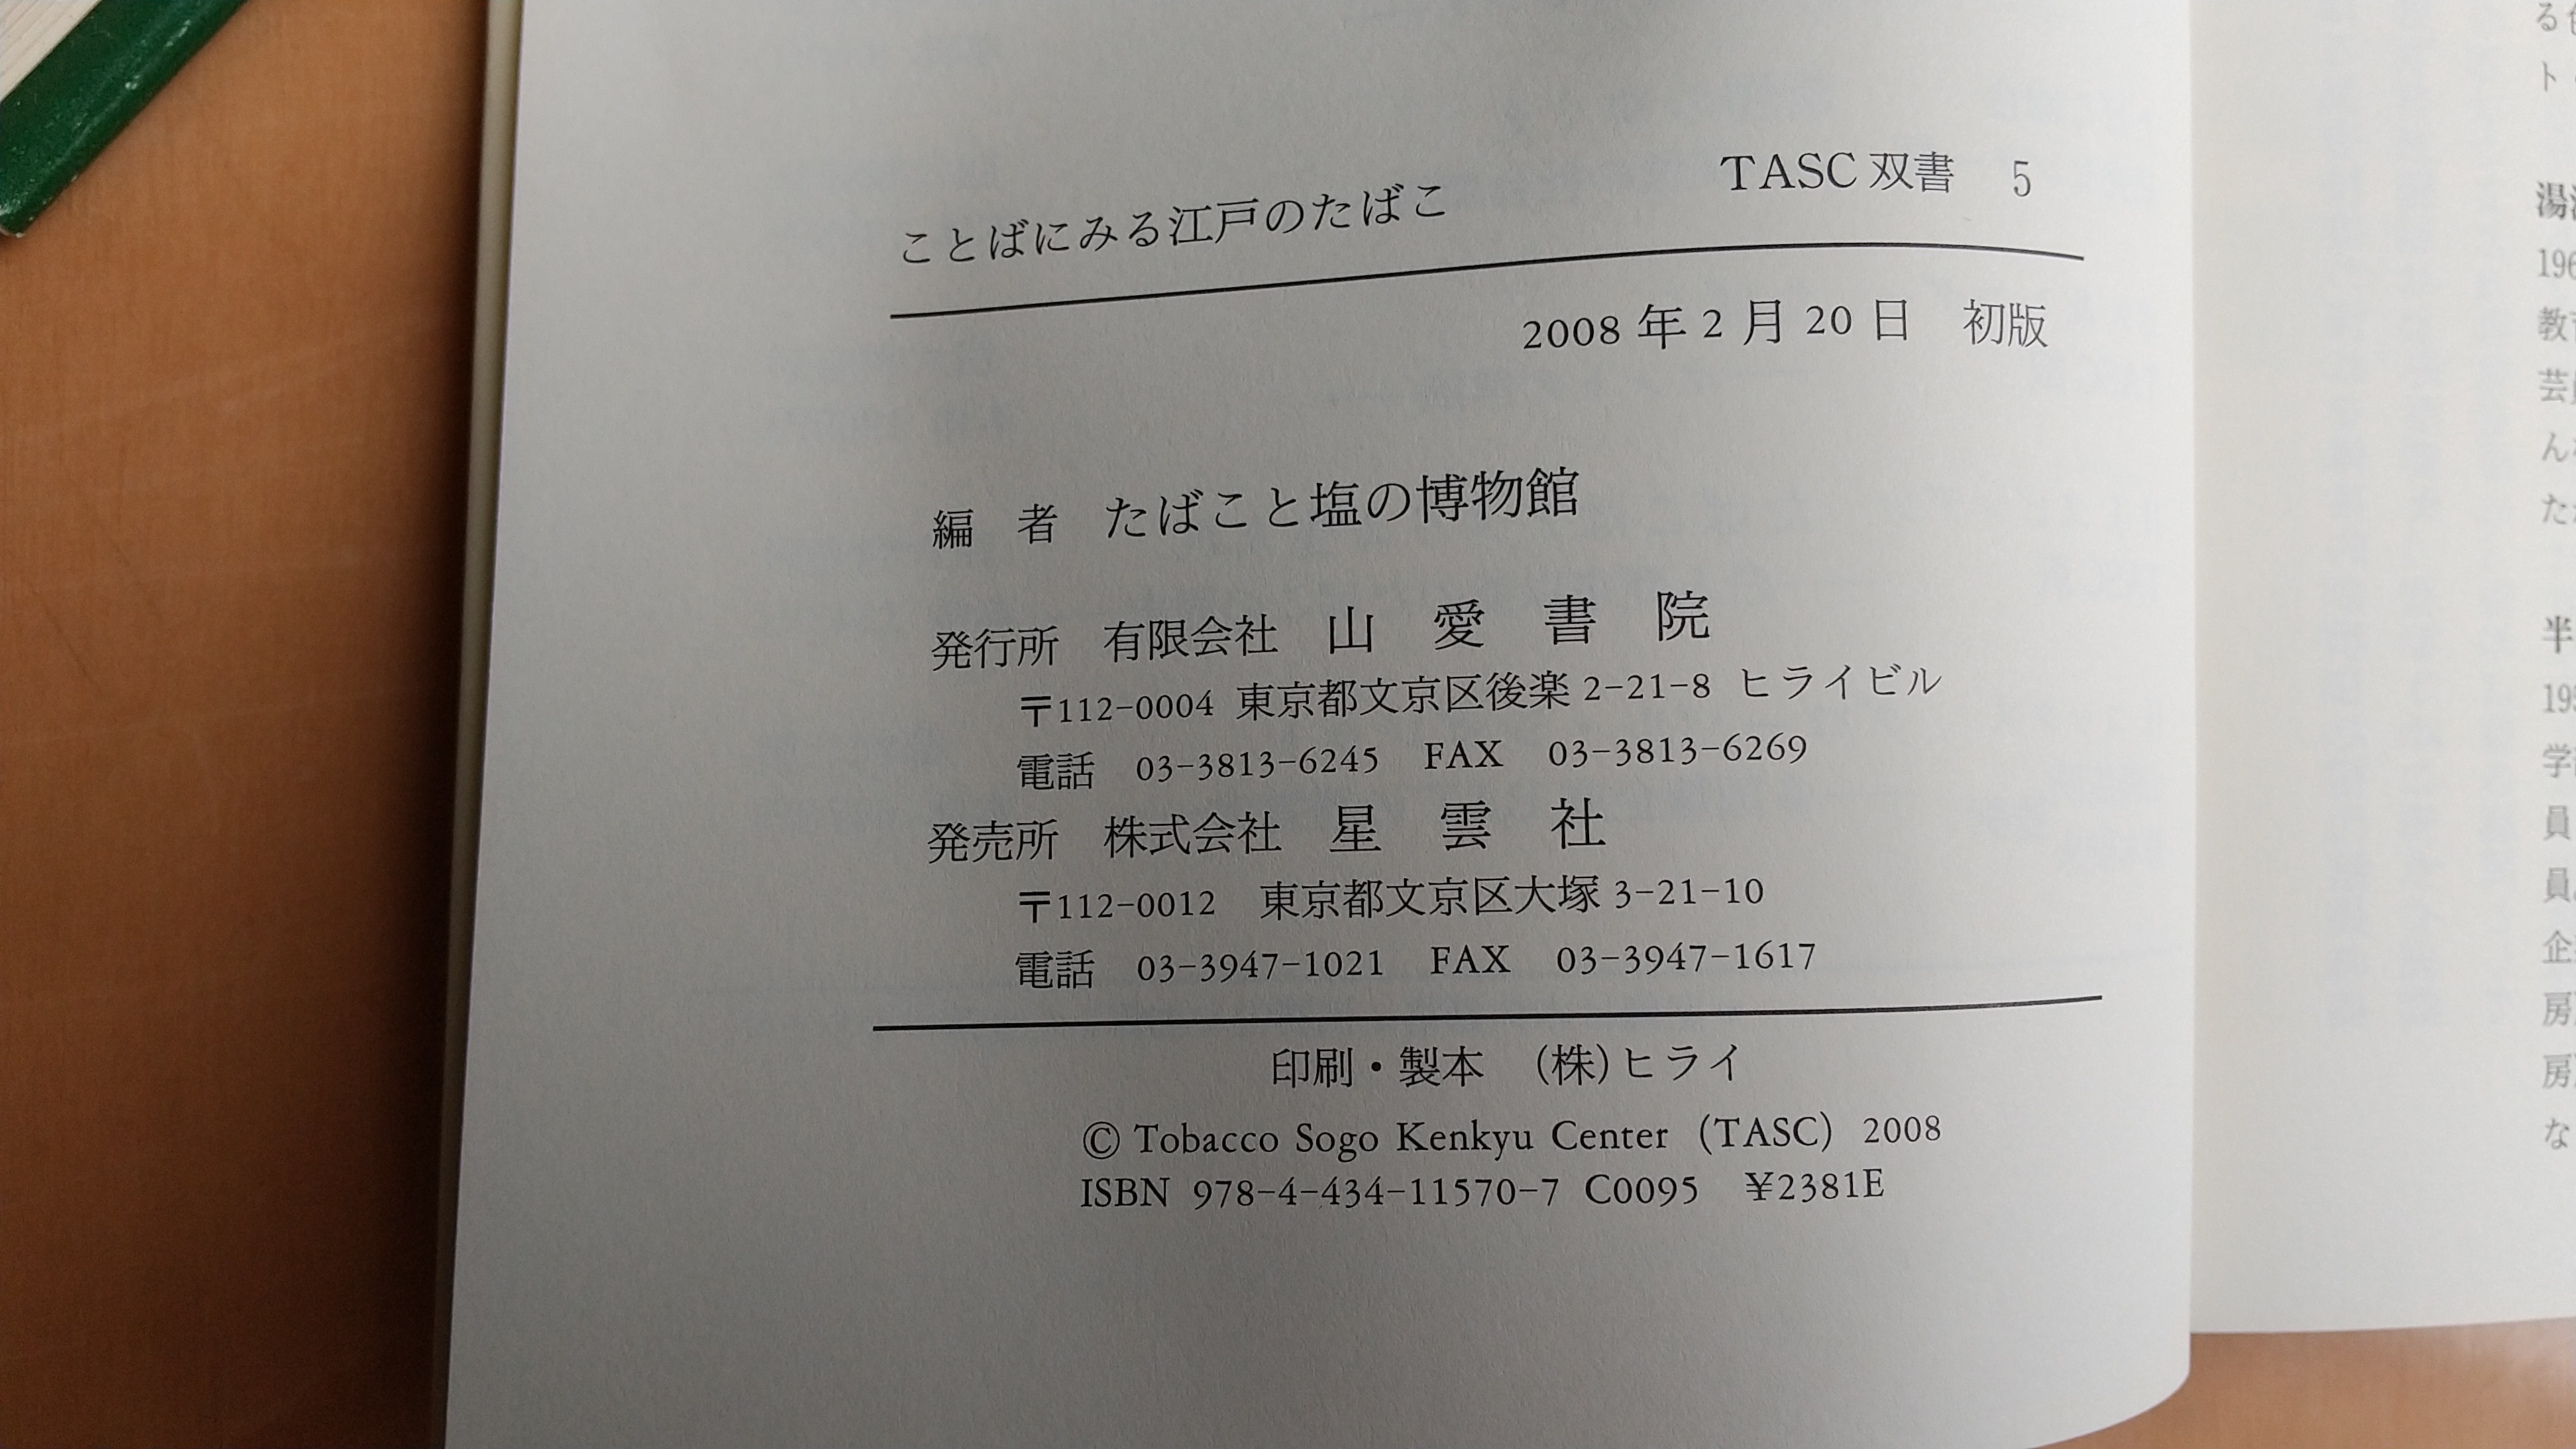 TASC双書　5
ことばにみる江戸のたばこ
2008年2月20日　初版
編　者　たばこと塩の博物館
発行所　有限会社　山　愛　書　院
〒112-0004 東京都文京区後楽2-21-8 ヒライビル
電話　03-3813-6245　FAX　03-3813-6269
発売所　株式会社　星　雲　社
〒112-0012　東京都文京区大塚3-21-10
電話　03-3947-1021　FAX　03-3947-1617
印刷・製本　(株)ヒライ
© Tobacco Sogo Kenkyu Center (TASC) 2008
ISBN 978-4-434-11570-7 C0095　¥2381E